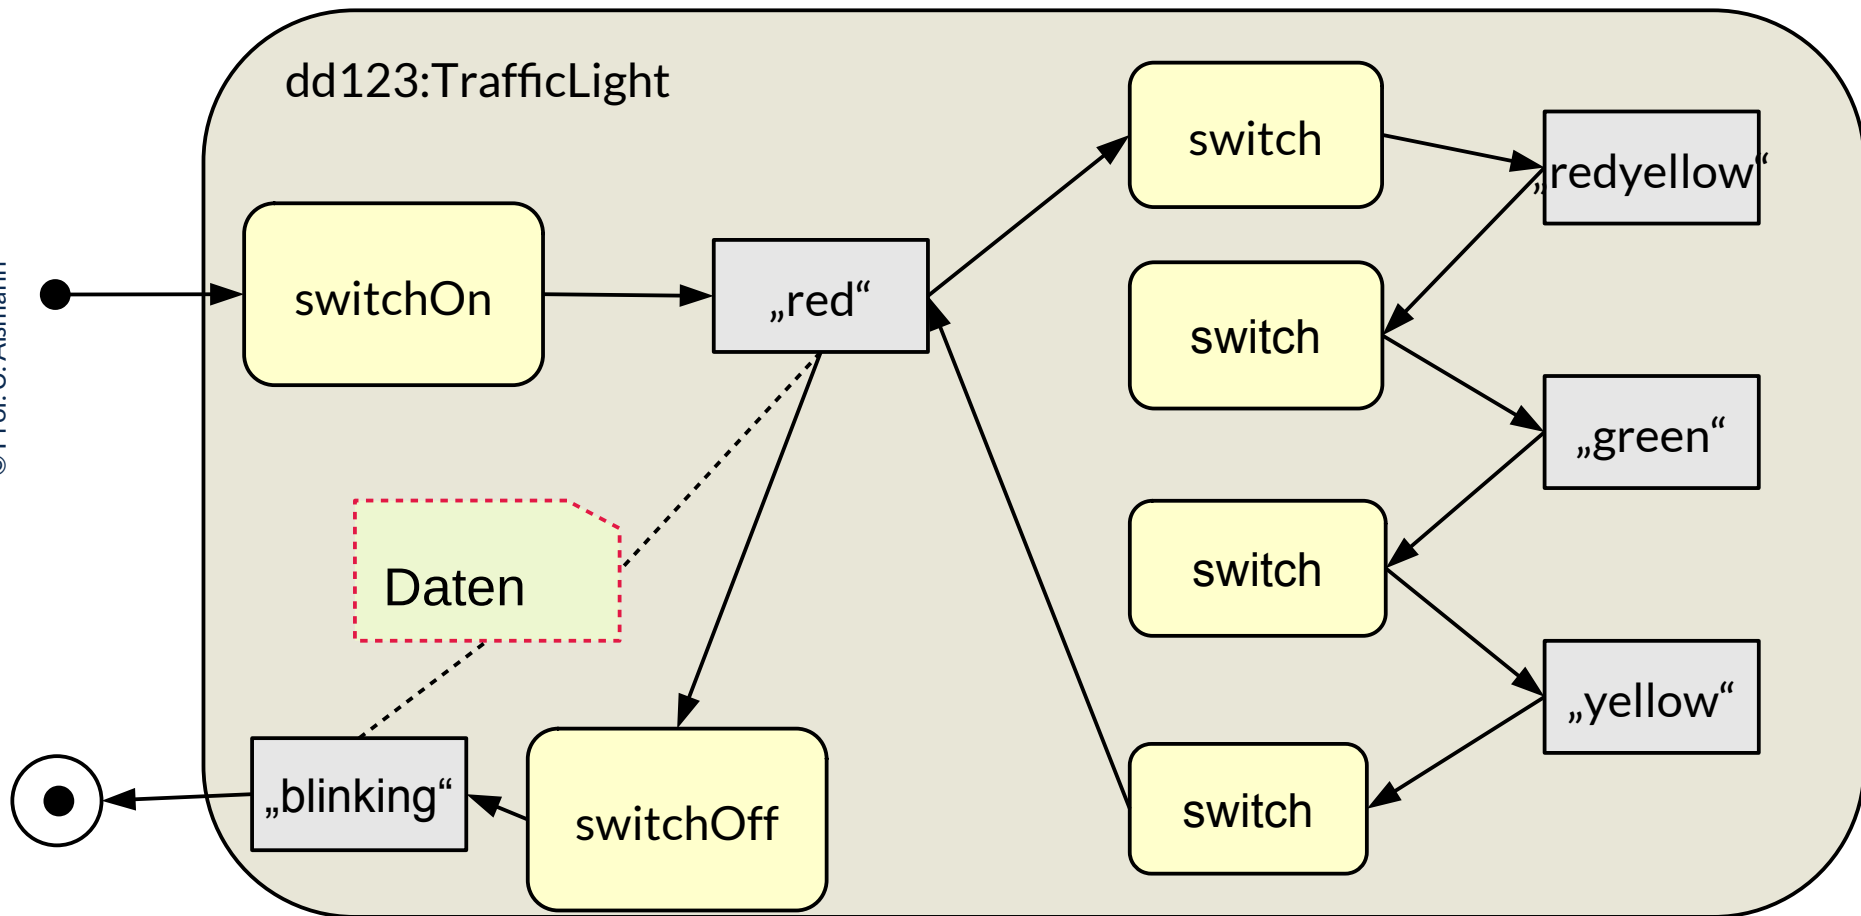 dd123:TrafficLight
switch
„redyellow“
switchOn
„red“
switch
„green“
Daten
switch
„yellow“
„blinking“
switchOff
switch